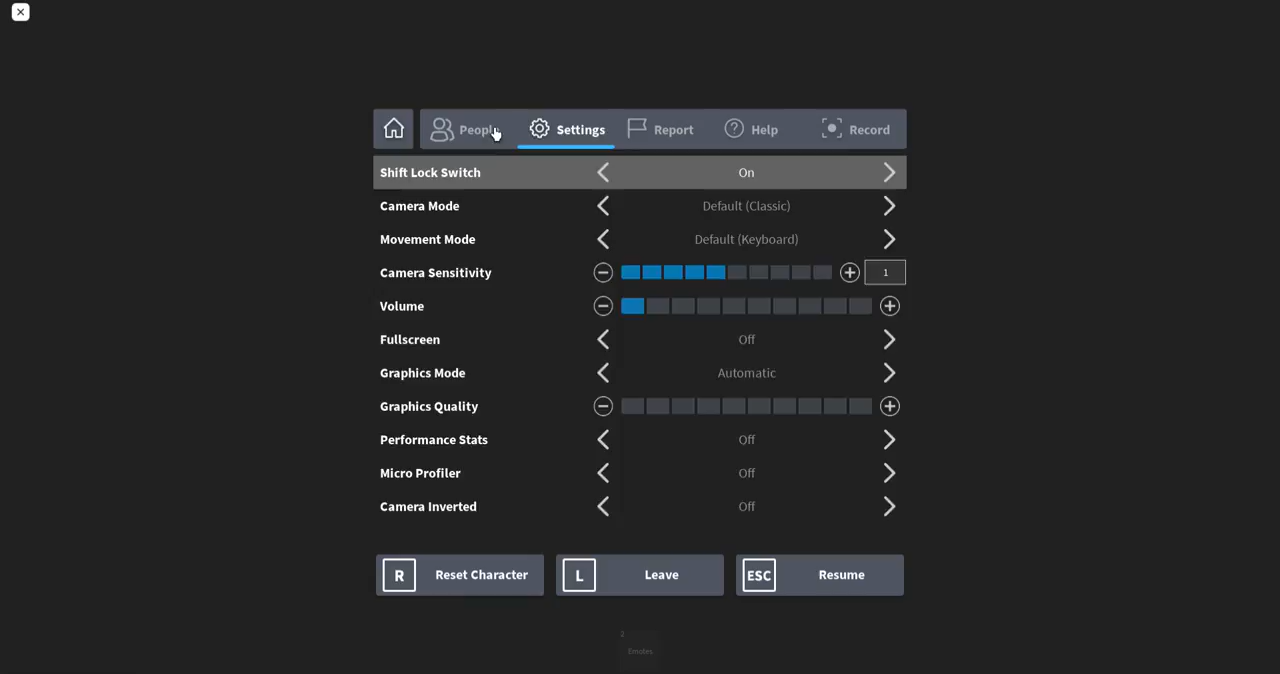 People Settings Report Help Record
Shift Lock Switch On
Camera Mode Default (Classic)
Movement Mode Default (Keyboard)
Camera Sensitivity 1
Volume
Fullscreen Off
Graphics Mode Automatic
Graphics Quality
Performance Stats Off
Micro Profiler Off
Camera Inverted Off
R Reset Character L Leave ESC Resume
2
Emotes